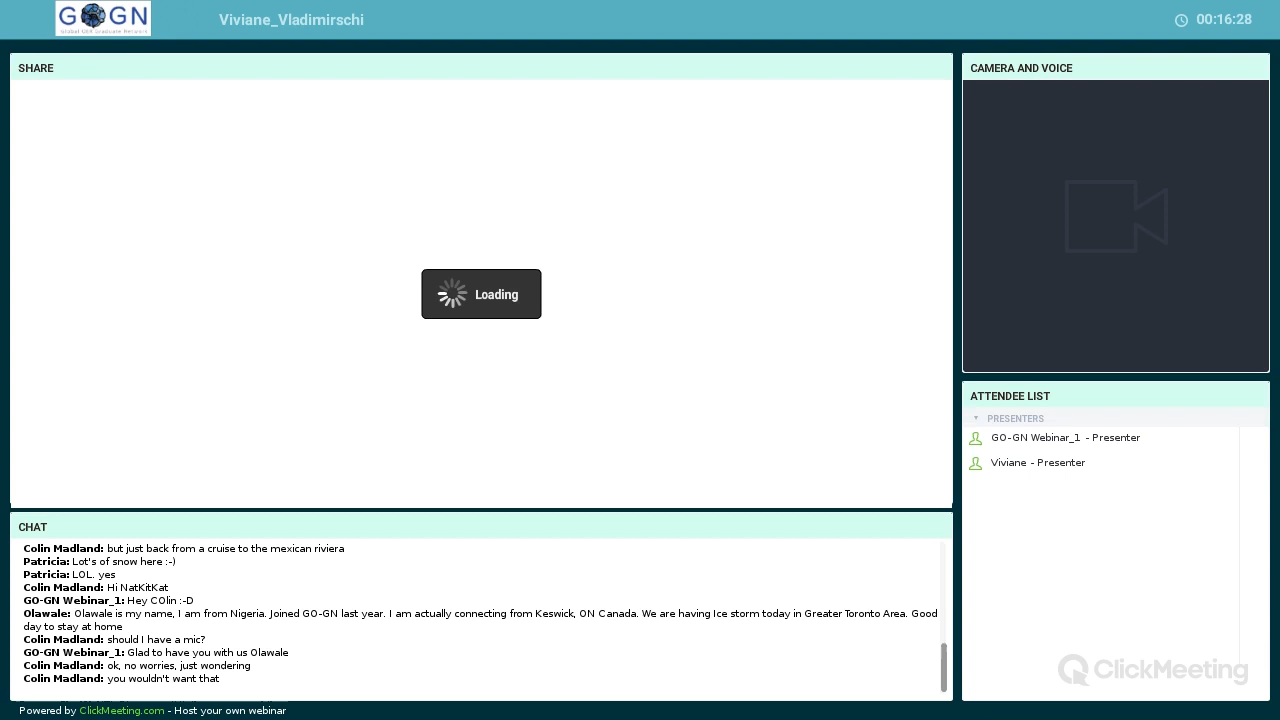 GOGN
Global OER Graduate Network
Viviane_Vladimirschi
00:16:28
SHARE
CAMERA AND VOICE
Loading
ATTENDEE LIST
PRESENTERS
GO-GN Webinar_1 - Presenter
Viviane - Presenter
CHAT
Colin Madland: but just back from a cruise to the mexican riviera
Patricia: Lot's of snow here :-)
Patricia: LOL. yes
Colin Madland: Hi NatKitKat
GO-GN Webinar_1: Hey COlin :-D
Olawale: Olawale is my name, I am from Nigeria. Joined GO-GN last year. I am actually connecting from Keswick, ON Canada. We are having Ice storm today in Greater Toronto Area. Good
day to stay at home
Colin Madland: should I have a mic?
GO-GN Webinar_1: Glad to have you with us Olawale
Colin Madland: ok, no worries, just wondering
Colin Madland: you wouldn't want that
ClickMeeting
Powered by ClickMeeting.com - Host your own webinar